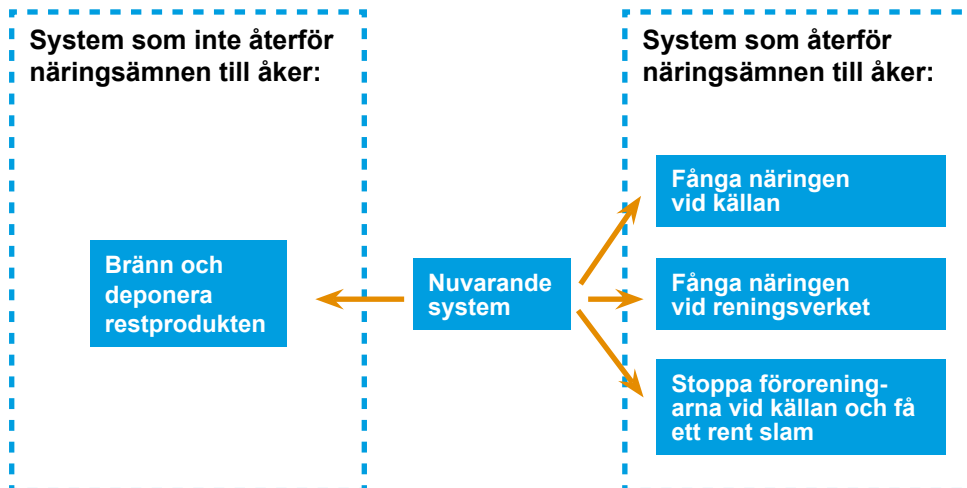 System som inte återför
näringsämnen till åker:
System som återför
näringsämnen till åker:
Bränn och
deponera
restprodukten
Nuvarande
system
Fånga näringen
vid källan
Fånga näringen
vid reningsverket
Stoppa förorening-
arna vid källan och få
ett rent slam